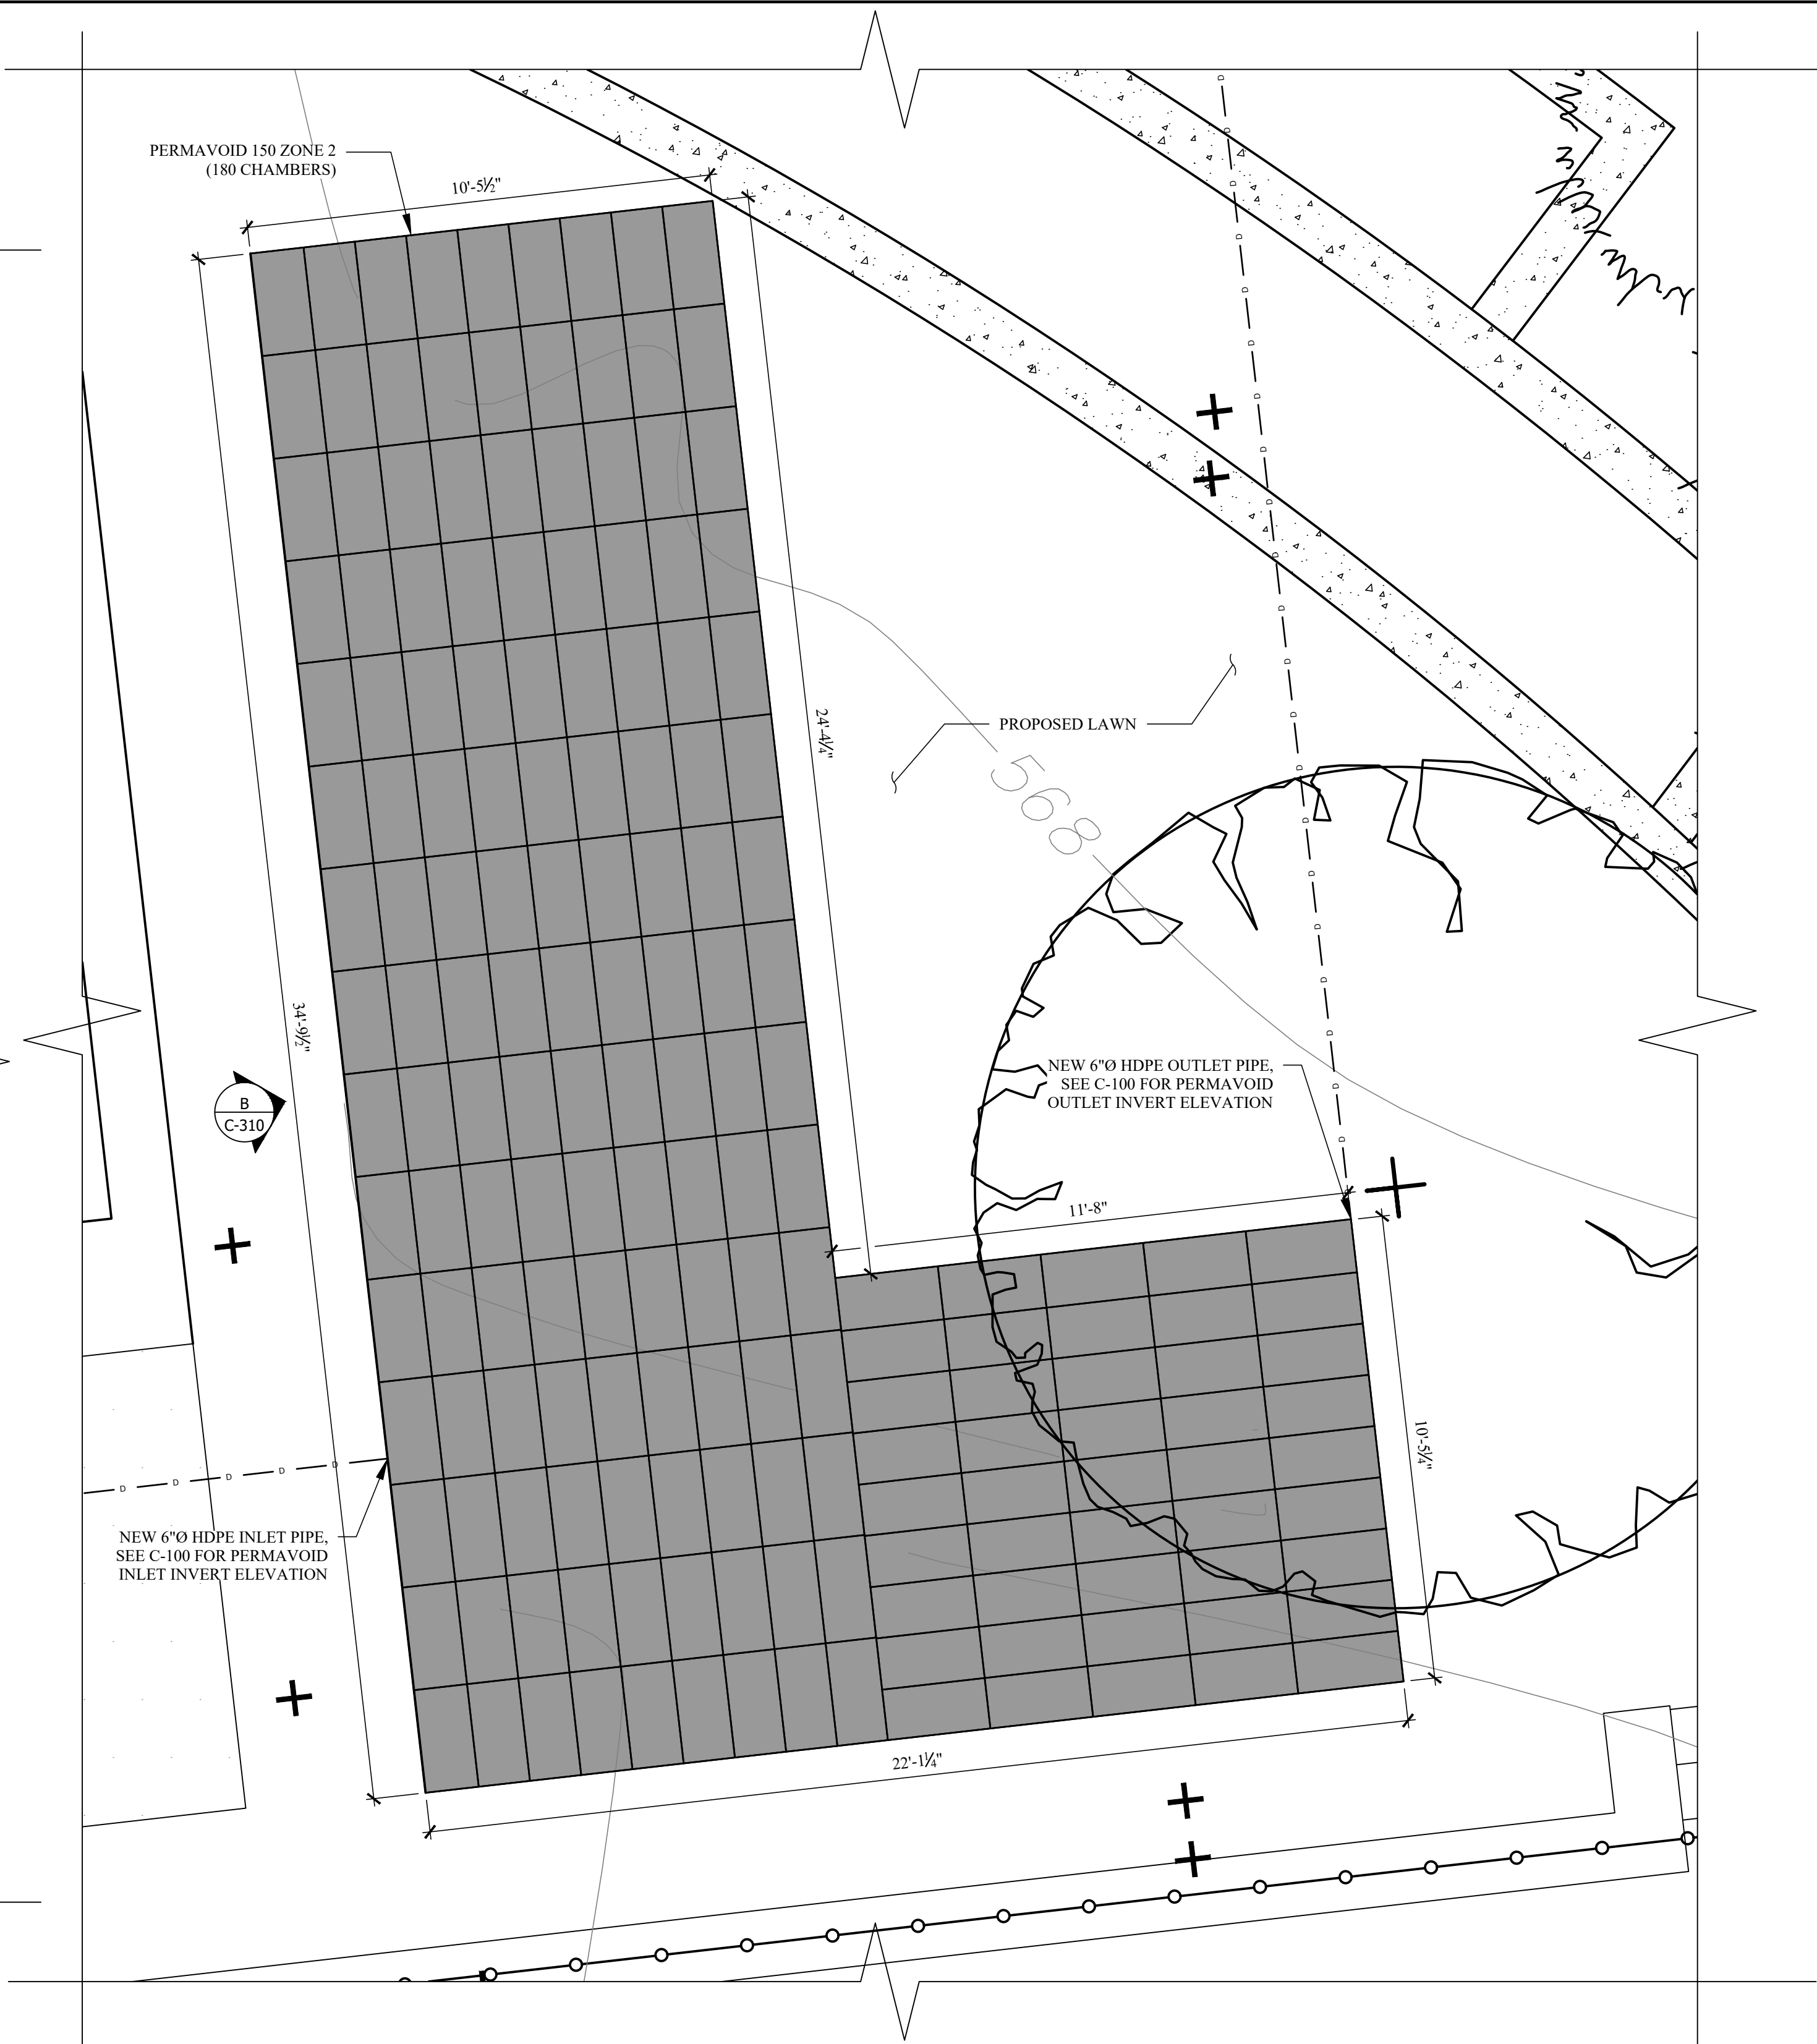 PERMAVOID 150 ZONE 2
(180 CHAMBERS)
10'-5½"
24'-4¼"
PROPOSED LAWN
568
34'-9½"
B
C-310
NEW 6"Ø HDPE OUTLET PIPE,
SEE C-100 FOR PERMAVOID
OUTLET INVERT ELEVATION
11'-8"
10'-5¼"
NEW 6"Ø HDPE INLET PIPE,
SEE C-100 FOR PERMAVOID
INLET INVERT ELEVATION
22'-1¼"
D D D D D
D D D D D D D D D D D D D D D D D D D D D